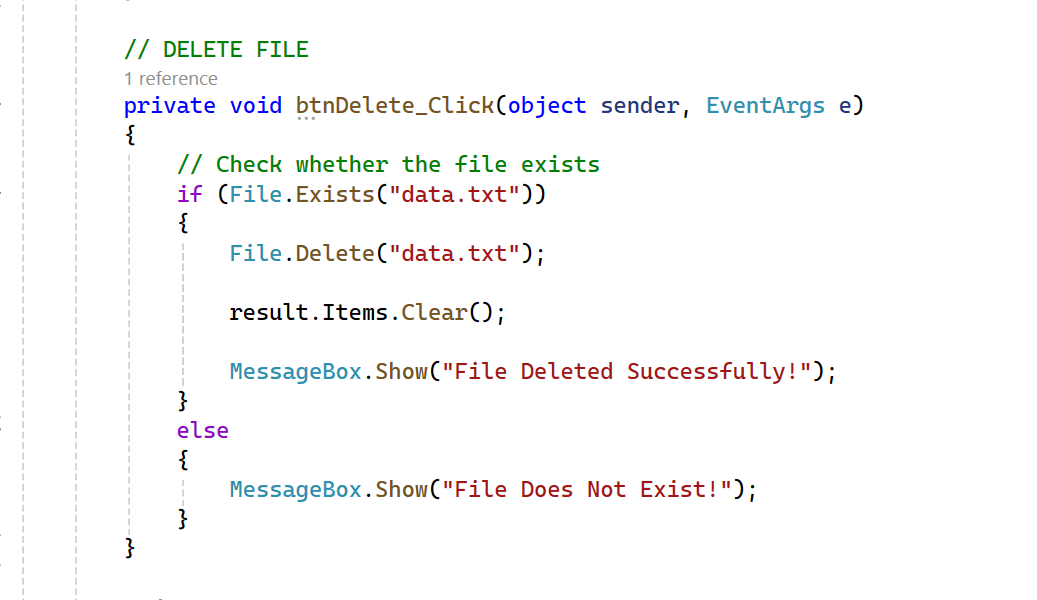 // DELETE FILE
1 reference
private void btnDelete_Click(object sender, EventArgs e)
{
// Check whether the file exists
if (File.Exists("data.txt"))
{
File.Delete("data.txt");
result.Items.Clear();
MessageBox.Show("File Deleted Successfully!");
}
else
{
MessageBox.Show("File Does Not Exist!");
}
}